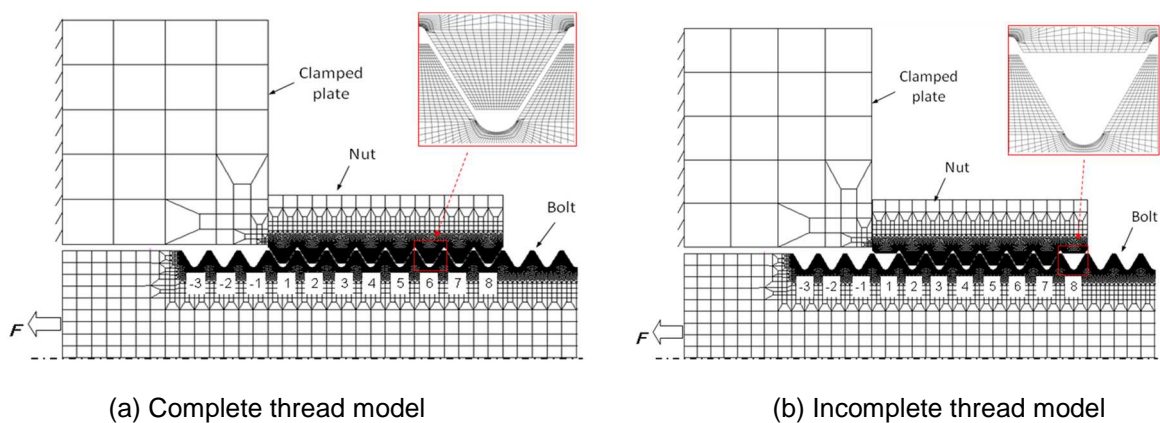 Clamped
plate
Nut
Bolt
-3 -2 -1 1 2 3 4 5 6 7 8
F
(a) Complete thread model
Clamped
plate
Nut
Bolt
-3 -2 -1 1 2 3 4 5 6 7 8
F
(b) Incomplete thread model